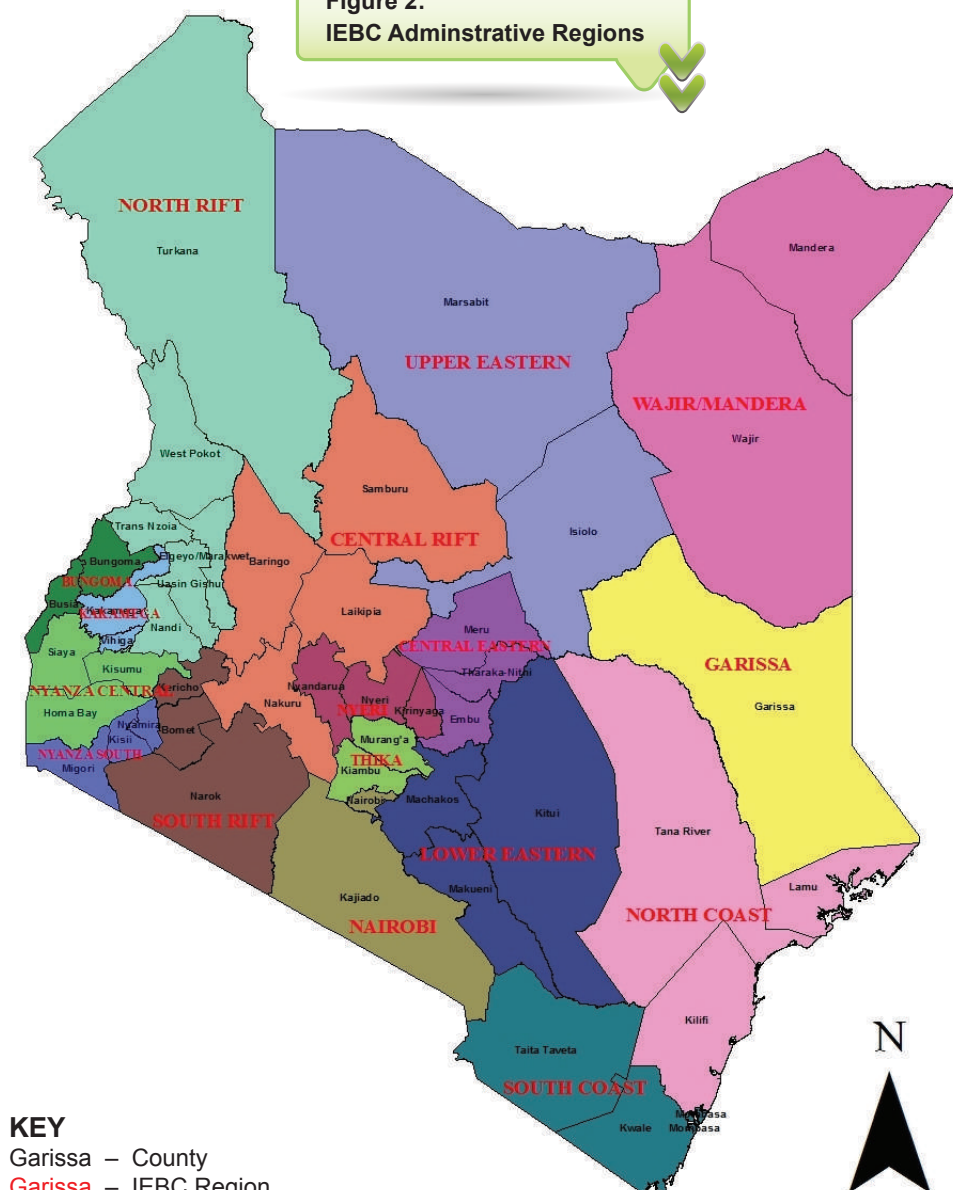 Figure 2:
IEBC Adminstrative Regions
NORTH RIFT
Turkana
Mandera
Marsabit
UPPER EASTERN
WAJIR/MANDERA
Wajir
West Pokot
Samburu
Trans Nzoia
CENTRAL RIFT
Isiolo
Bungoma
Elgeyo/Marakwet
Baringo
BUNGOMA
Uasin Gishu
Busia
Kakamega
KAKAMEGA
Laikipia
Nandi
Meru
Vihiga
CENTRAL EASTERN
Siaya
Kisumu
Tharaka-Nithi
GARISSA
NYANZA CENTRAL
Kericho
Nyandarua
Nakuru
Nyeri
NYERI
Kirinyaga
Garissa
Homa Bay
Nyamira
Bomet
Embu
Kisii
Murang'a
NYANZA SOUTH
THIKA
Migori
Kiambu
Narok
Nairobi
Machakos
Kitui
SOUTH RIFT
Tana River
LOWER EASTERN
Makueni
Lamu
Kajiado
NORTH COAST
NAIROBI
Kilifi
N
Taita Taveta
SOUTH COAST
Mombasa
Kwale
Mombasa
KEY
Garissa – County
Garissa – IEBC Region